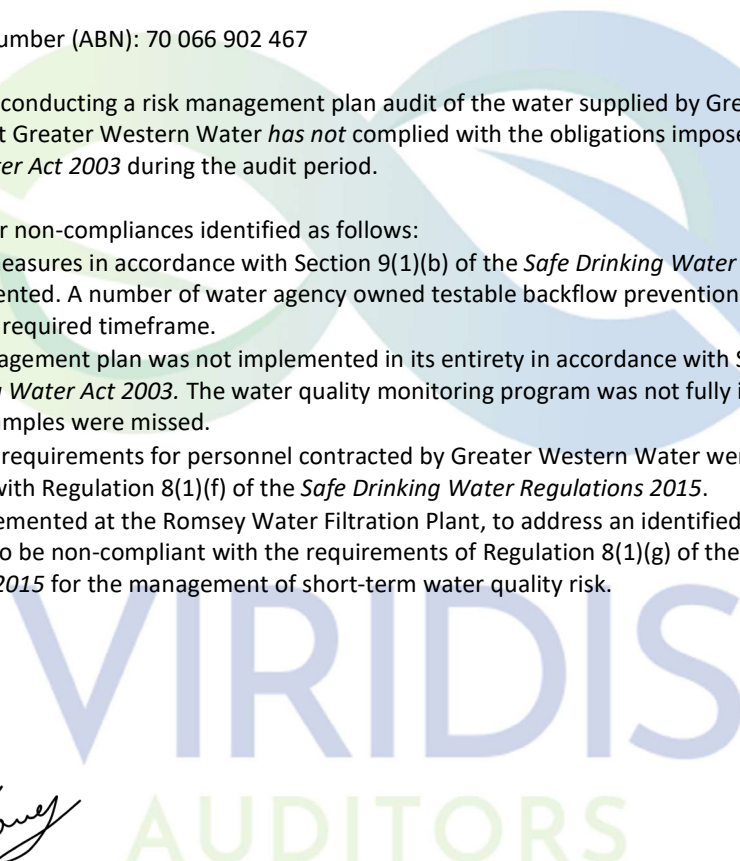 umber (ABN): 70 066 902 467
conducting a risk management plan audit of the water supplied by Gre
t Greater Western Water has not complied with the obligations impose
er Act 2003 during the audit period.
r non-compliances identified as follows:
easures in accordance with Section 9(1)(b) of the Safe Drinking Water
ented. A number of water agency owned testable backflow prevention
required timeframe.
agement plan was not implemented in its entirety in accordance with S
g Water Act 2003. The water quality monitoring program was not fully i
amples were missed.
requirements for personnel contracted by Greater Western Water wer
with Regulation 8(1)(f) of the Safe Drinking Water Regulations 2015.
emented at the Romsey Water Filtration Plant, to address an identified
o be non-compliant with the requirements of Regulation 8(1)(g) of the
2015 for the management of short-term water quality risk.
VIRIDIS
AUDITORS